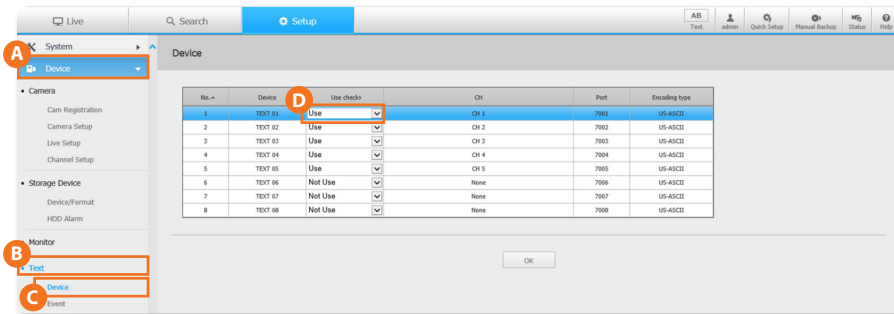 Live
Search
Setup
AB
Text
admin
Quick Setup
Manual Backup
Status
Help
A
System
Device
Device
Camera
Cam Registration
Camera Setup
Live Setup
Channel Setup
Storage Device
Device/Format
HDD Alarm
Monitor
B
Text
C
Device
Event
D
No. Device Use check CH Port Encoding type
1 TEXT 01 Use CH 1 7001 US-ASCII
2 TEXT 02 Use CH 2 7002 US-ASCII
3 TEXT 03 Use CH 3 7003 US-ASCII
4 TEXT 04 Use CH 4 7004 US-ASCII
5 TEXT 05 Use CH 5 7005 US-ASCII
6 TEXT 06 Not Use None 7006 US-ASCII
7 TEXT 07 Not Use None 7007 US-ASCII
8 TEXT 08 Not Use None 7008 US-ASCII
OK